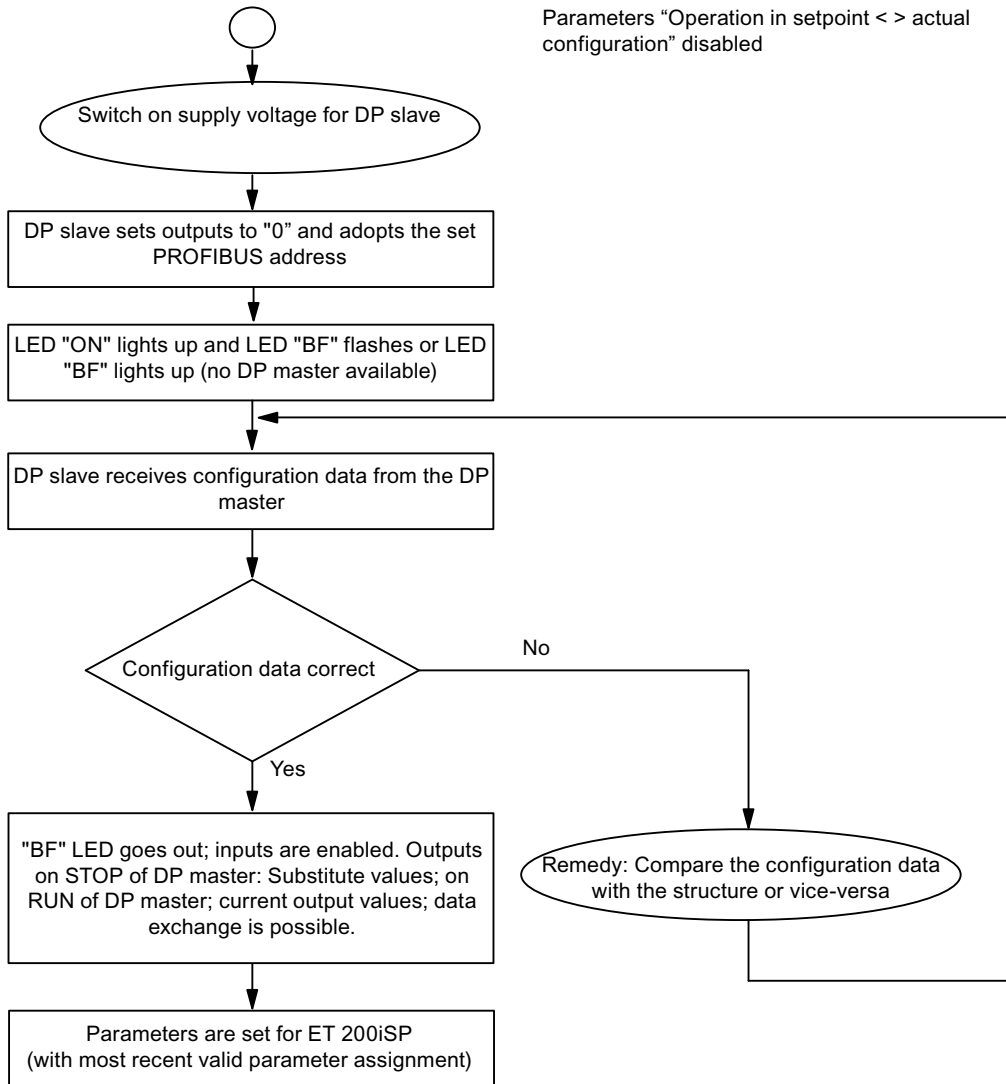 Parameters “Operation in setpoint < > actual
configuration” disabled
Switch on supply voltage for DP slave
DP slave sets outputs to "0” and adopts the set
PROFIBUS address
LED "ON" lights up and LED "BF" flashes or LED
"BF" lights up (no DP master available)
DP slave receives configuration data from the DP
master
Configuration data correct
No
Yes
"BF" LED goes out; inputs are enabled. Outputs
on STOP of DP master: Substitute values; on
RUN of DP master; current output values; data
exchange is possible.
Remedy: Compare the configuration data
with the structure or vice-versa
Parameters are set for ET 200iSP
(with most recent valid parameter assignment)